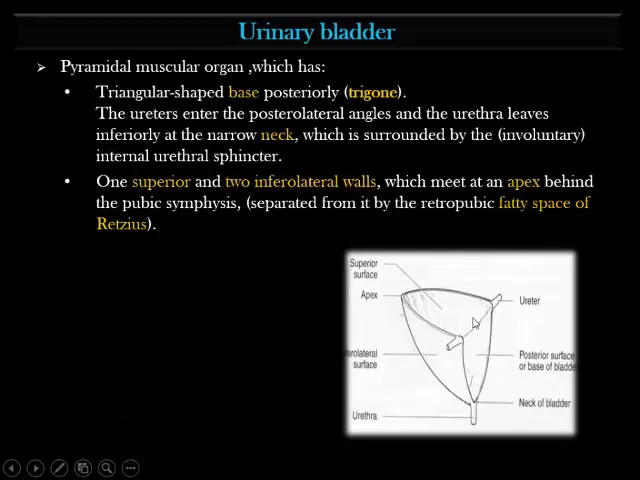 Urinary bladder
Pyramidal muscular organ ,which has:
Triangular-shaped base posteriorly (trigone).
The ureters enter the posterolateral angles and the urethra leaves
inferiorly at the narrow neck, which is surrounded by the (involuntary)
internal urethral sphincter.
One superior and two inferolateral walls, which meet at an apex behind
the pubic symphysis, (separated from it by the retropubic fatty space of
Retzius).
Superior
surface
Apex
Ureter
erolateral
surface
Posterior surface
or base of bladde
Neck of bladder
Urethra